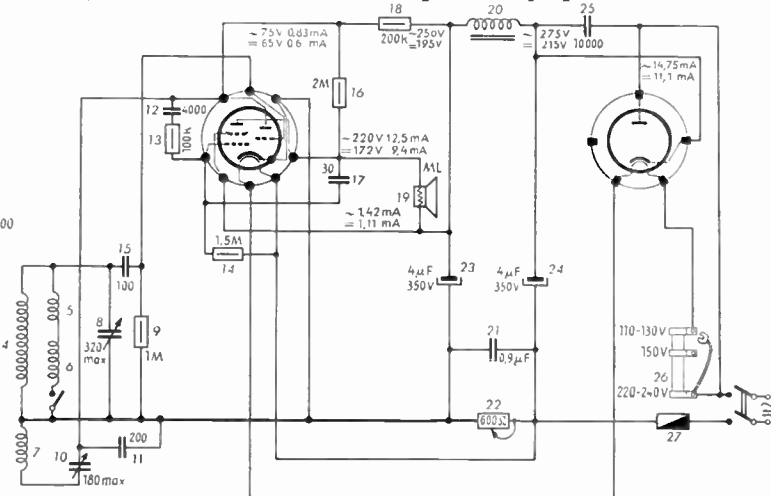 18
20
25
~ 75V 0.83mA
= 65V 0.6 mA
200k
~250V
=195V
~ 275V
= 215V
10000
~ 14,75mA
= 11,1 mA
2M
16
12
4000
13
100k
~220V 12,5mA
=172V 9,4mA
30
17
ML
19
~ 1,42mA
= 1,11 mA
00
1,5M
14
15
100
4µF
350V
23
4µF
350V
24
4
5
8
320
max
9
1M
6
21
0,9µF
110-130V
150V
26
220-240V
22
600Ω
27
7
10
180max
200
11